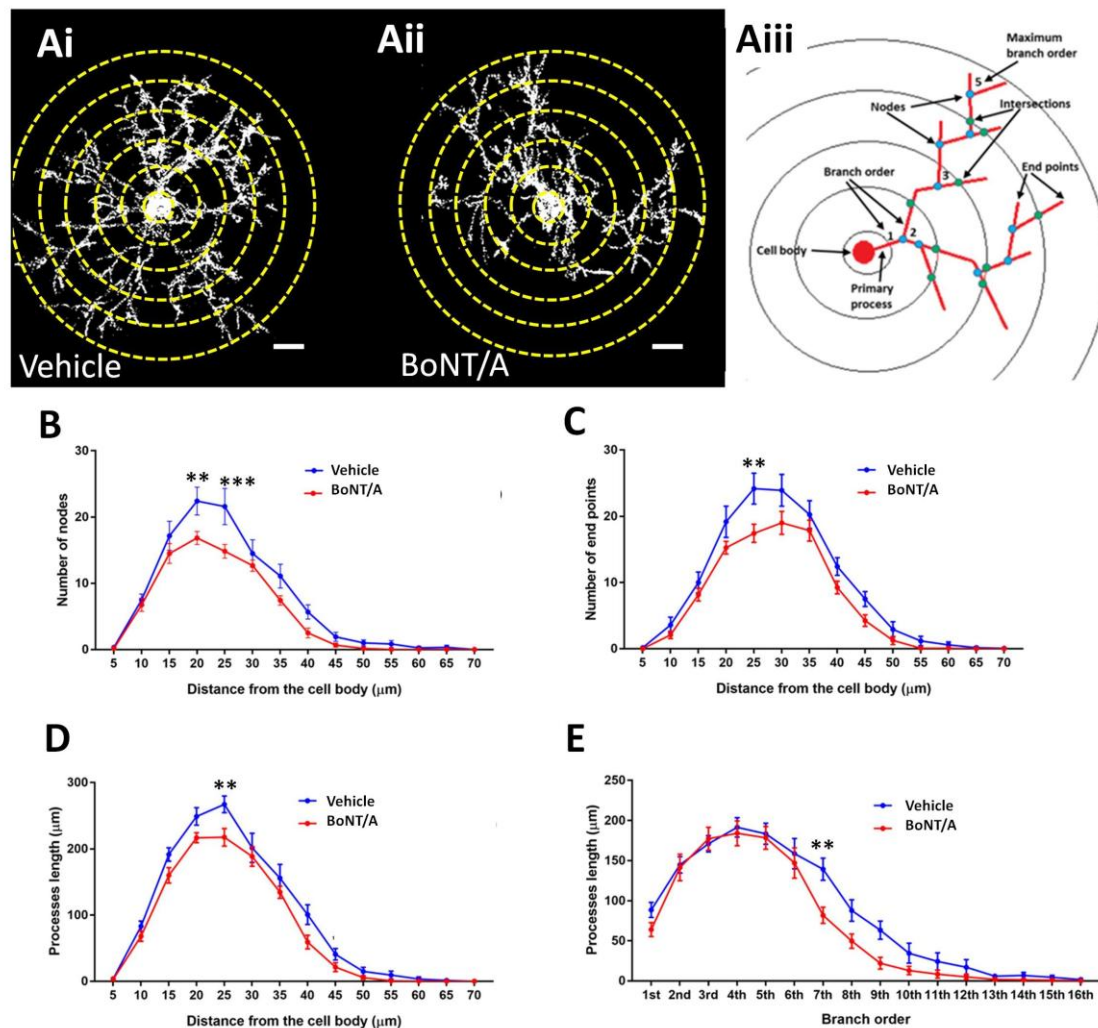 Ai
Vehicle
Aii
BoNT/A
Aiii
Maximum
branch order
5
Nodes
Intersections
Branch order
3
End points
1
2
Cell body
Primary
process
B
30
20
10
0
Number of nodes
**
***
Vehicle
BoNT/A
5 10 15 20 25 30 35 40 45 50 55 60 65 70
Distance from the cell body (μm)
C
30
20
10
0
Number of end points
**
Vehicle
BoNT/A
5 10 15 20 25 30 35 40 45 50 55 60 65 70
Distance from the cell body (μm)
D
300
200
100
0
Processes length (μm)
**
Vehicle
BoNT/A
5 10 15 20 25 30 35 40 45 50 55 60 65 70
Distance from the cell body (μm)
E
250
200
150
100
50
0
Processes length (μm)
**
Vehicle
BoNT/A
1st 2nd 3rd 4th 5th 6th 7th 8th 9th 10th 11th 12th 13th 14th 15th 16th
Branch order